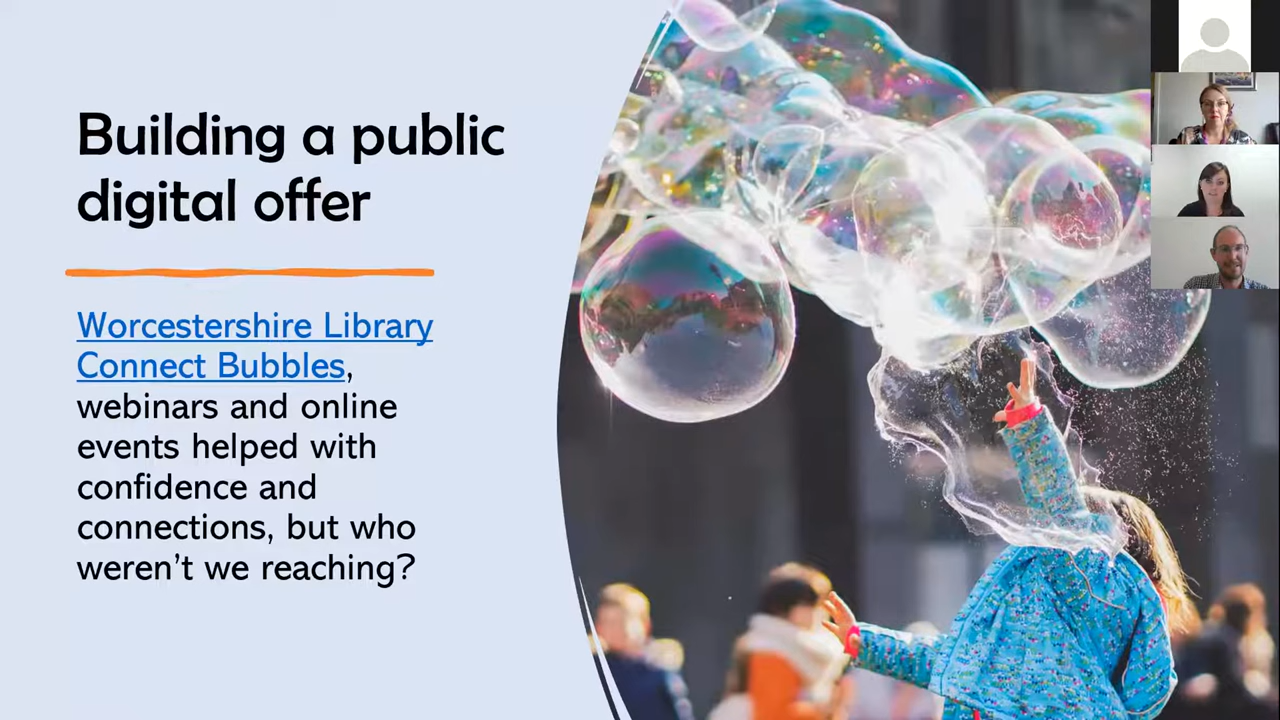 Building a public
digital offer
Worcestershire Library
Connect Bubbles,
webinars and online
events helped with
confidence and
connections, but who
weren't we reaching?